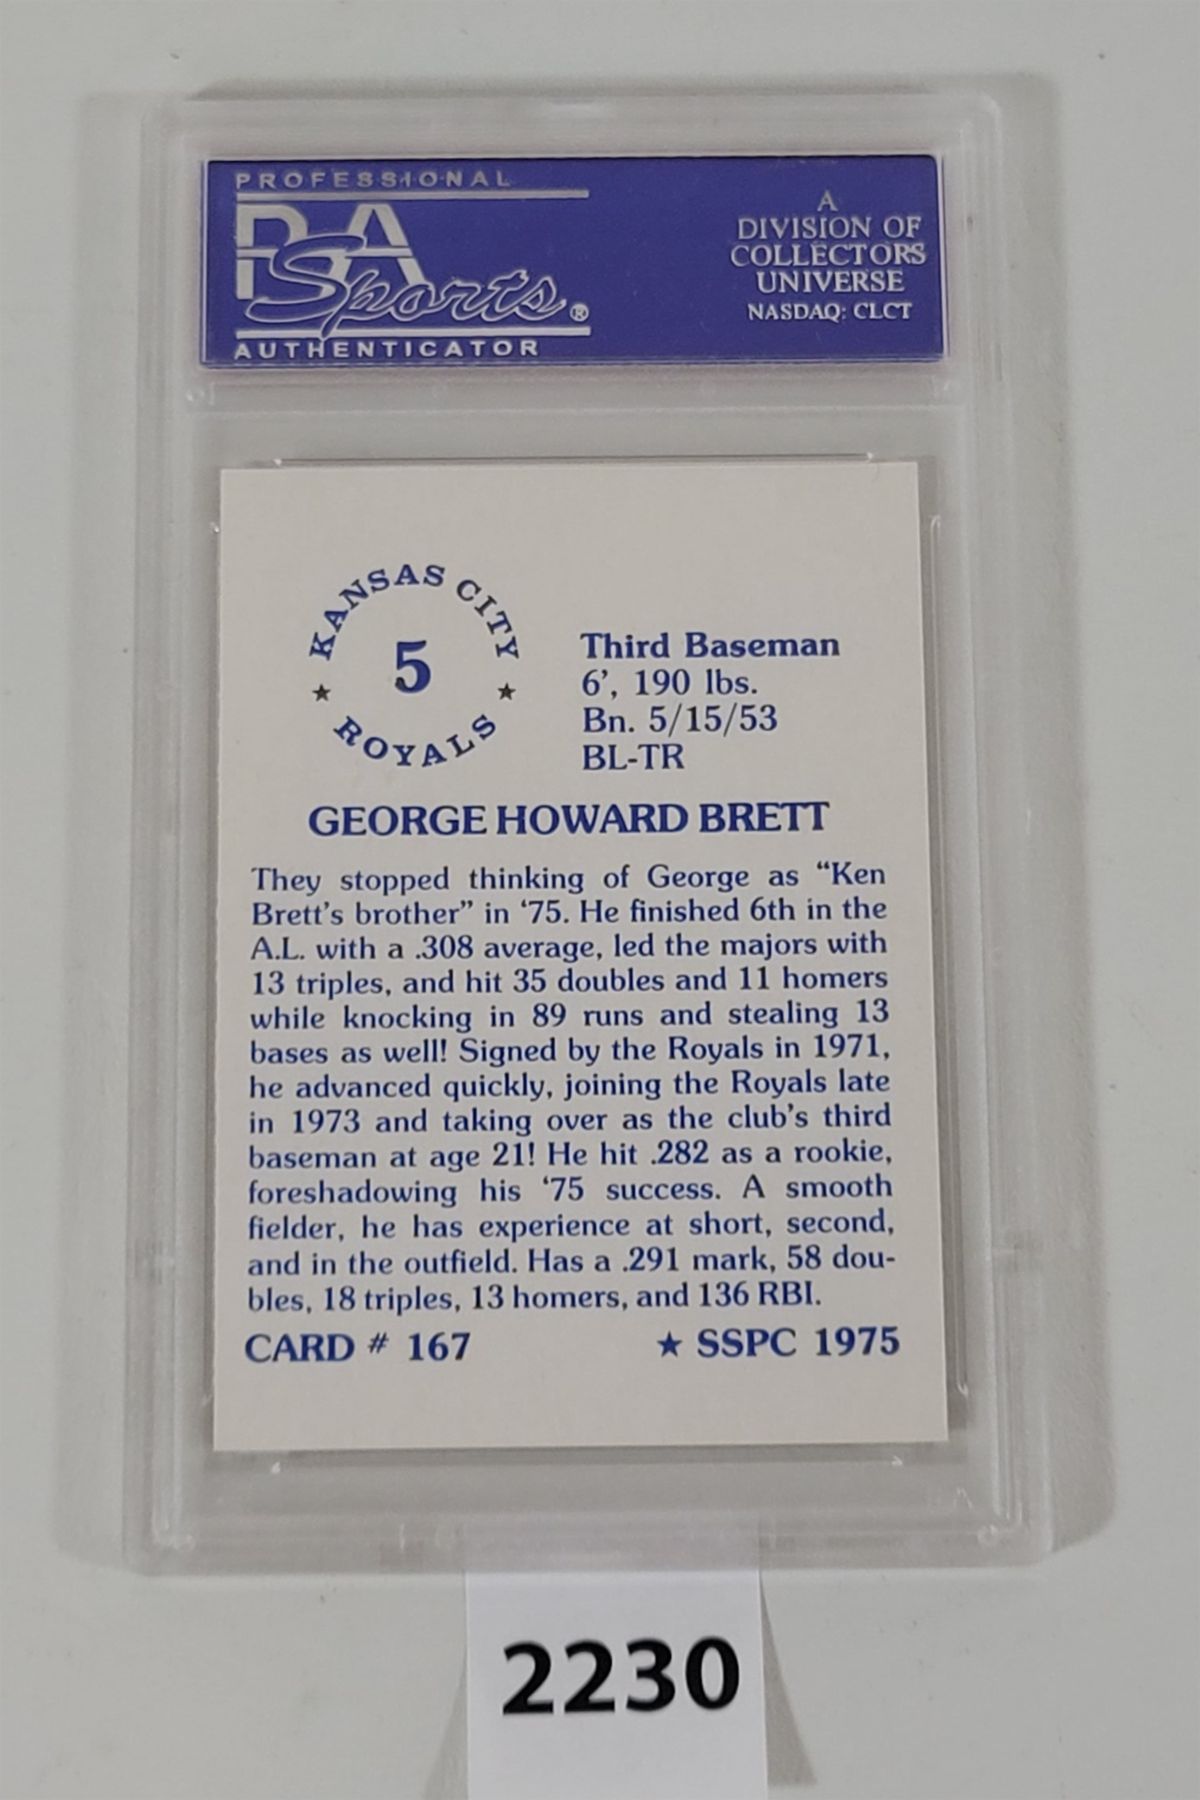 PROFESSIONAL
PSA
Sports®
AUTHENTICATOR
A
DIVISION OF
COLLECTORS
UNIVERSE
NASDAQ: CLCT
KANSAS CITY
5
★ ★
ROYALS
Third Baseman
6’, 190 lbs.
Bn. 5/15/53
BL-TR
GEORGE HOWARD BRETT
They stopped thinking of George as “Ken
Brett’s brother” in ‘75. He finished 6th in the
A.L. with a .308 average, led the majors with
13 triples, and hit 35 doubles and 11 homers
while knocking in 89 runs and stealing 13
bases as well! Signed by the Royals in 1971,
he advanced quickly, joining the Royals late
in 1973 and taking over as the club’s third
baseman at age 21! He hit .282 as a rookie,
foreshadowing his ‘75 success. A smooth
fielder, he has experience at short, second,
and in the outfield. Has a .291 mark, 58 dou-
bles, 18 triples, 13 homers, and 136 RBI.
CARD # 167 ★ SSPC 1975
2230